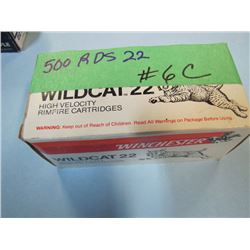 500 RDS 22
#6C
WILDCAT 22
HIGH VELOCITY
RIMFIRE CARTRIDGES
WARNING: Keep out of Reach of Children. Read All Warnings on Package Before Using.
WINCHESTER
WILDCAT 22